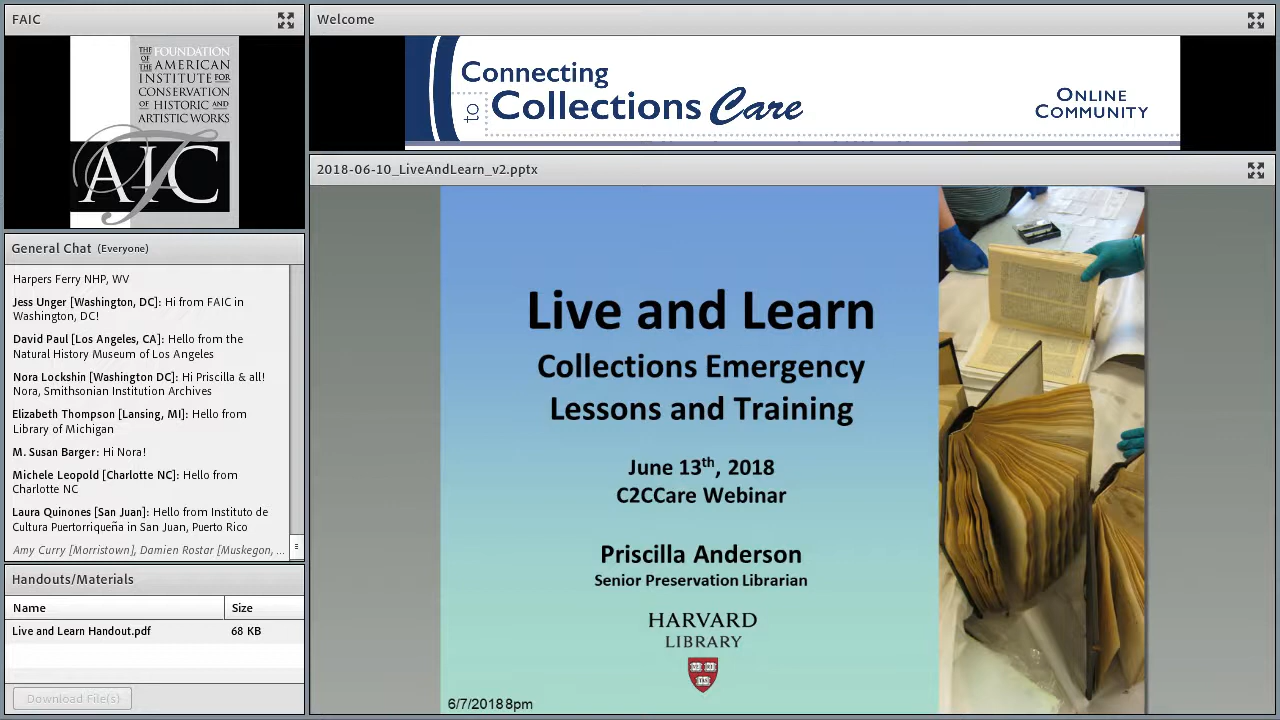 FAIC
THE FOUNDATION
OF THE AMERICAN
INSTITUTE FOR
CONSERVATION
OF HISTORIC AND
ARTISTIC WORKS
AIC
General Chat (Everyone)
Harpers Ferry NHP, WV
Jess Unger [Washington, DC]: Hi from FAIC in
Washington, DC!
David Paul [Los Angeles, CA]: Hello from the
Natural History Museum of Los Angeles
Nora Lockshin [Washington DC]: Hi Priscilla & all!
Nora, Smithsonian Institution Archives
Elizabeth Thompson [Lansing, MI]: Hello from
Library of Michigan
M. Susan Barger: Hi Nora!
Michele Leopold [Charlotte NC]: Hello from
Charlotte NC
Laura Quinones [San Juan]: Hello from Instituto de
Cultura Puertorriqueña in San Juan, Puerto Rico
Amy Curry [Morristown], Damien Rostar [Muskegon, ...
Handouts/Materials
Name Size
Live and Learn Handout.pdf 68 KB
Download File(s)
Welcome
Connecting
to Collections Care
ONLINE
COMMUNITY
2018-06-10_LiveAndLearn_v2.pptx
Live and Learn
Collections Emergency
Lessons and Training
June 13th, 2018
C2CCare Webinar
Priscilla Anderson
Senior Preservation Librarian
HARVARD
LIBRARY
6/7/2018 8pm